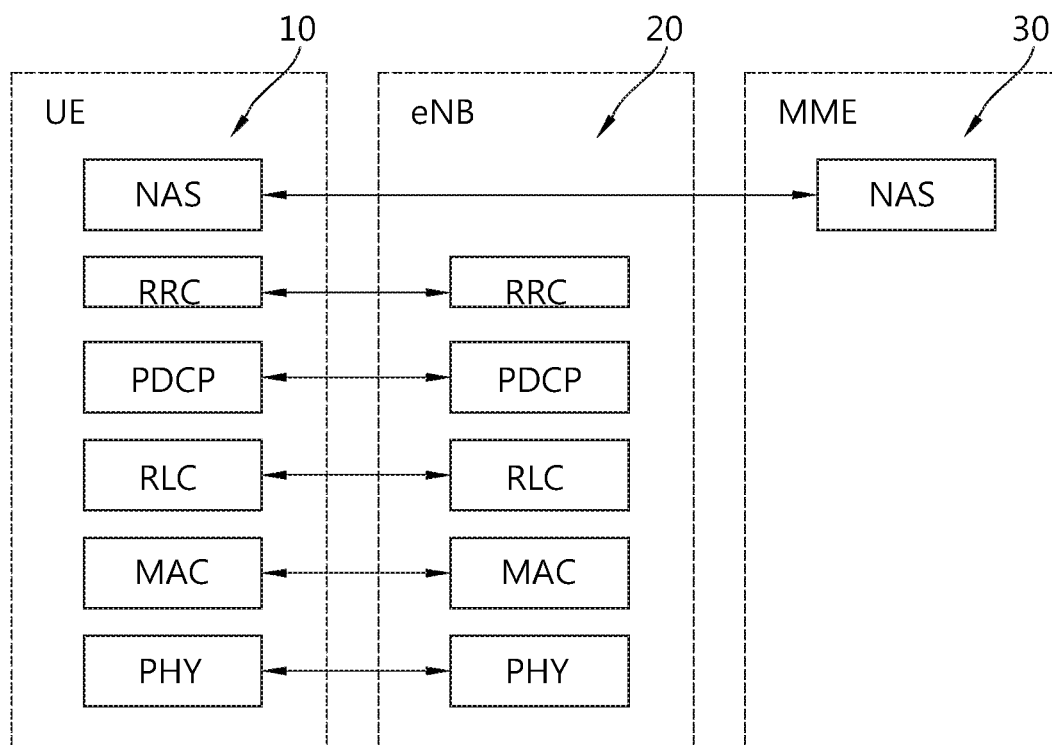 10 20 30
UE eNB MME
NAS NAS
RRC RRC
PDCP PDCP
RLC RLC
MAC MAC
PHY PHY